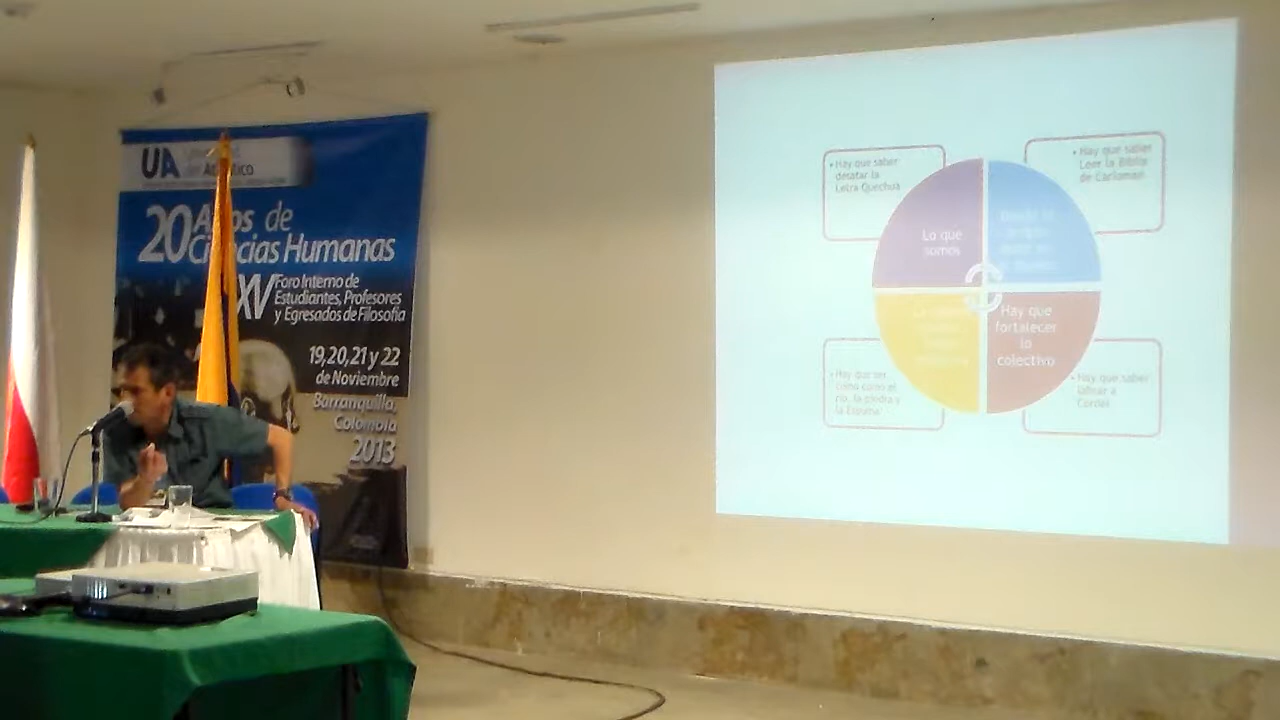 UA
20 Años de
Ciencias Humanas
XV Foro Interno de
Estudiantes, Profesores
y Egresados de Filosofía
19,20,21 y 22
de Noviembre
Barranquilla,
Colombia
2013
• Hay que saber
desatar la
Letra Quechua
• Hay que saber
Leer la Biblia
de
Lo que
somos
Hay que
fortalecer
lo
colectivo
• Hay que ser
como como el
río, la piedra y
la Espuma
• Hay que saber
a